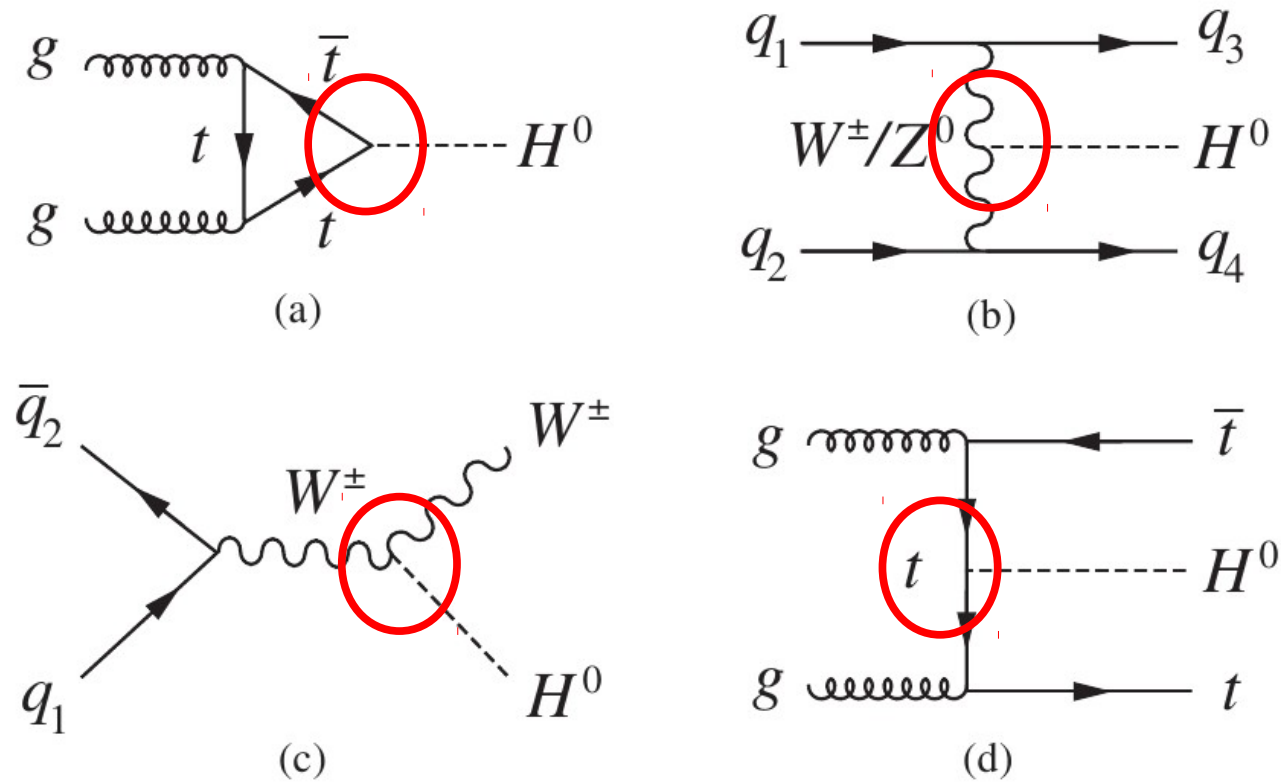 g
t̅
t
H⁰
g
t
(a)
q₁
q₃
W±/Z⁰
H⁰
q₂
q₄
(b)
q̅₂
W±
W±
q₁
H⁰
(c)
g
t̅
t
H⁰
g
t
(d)